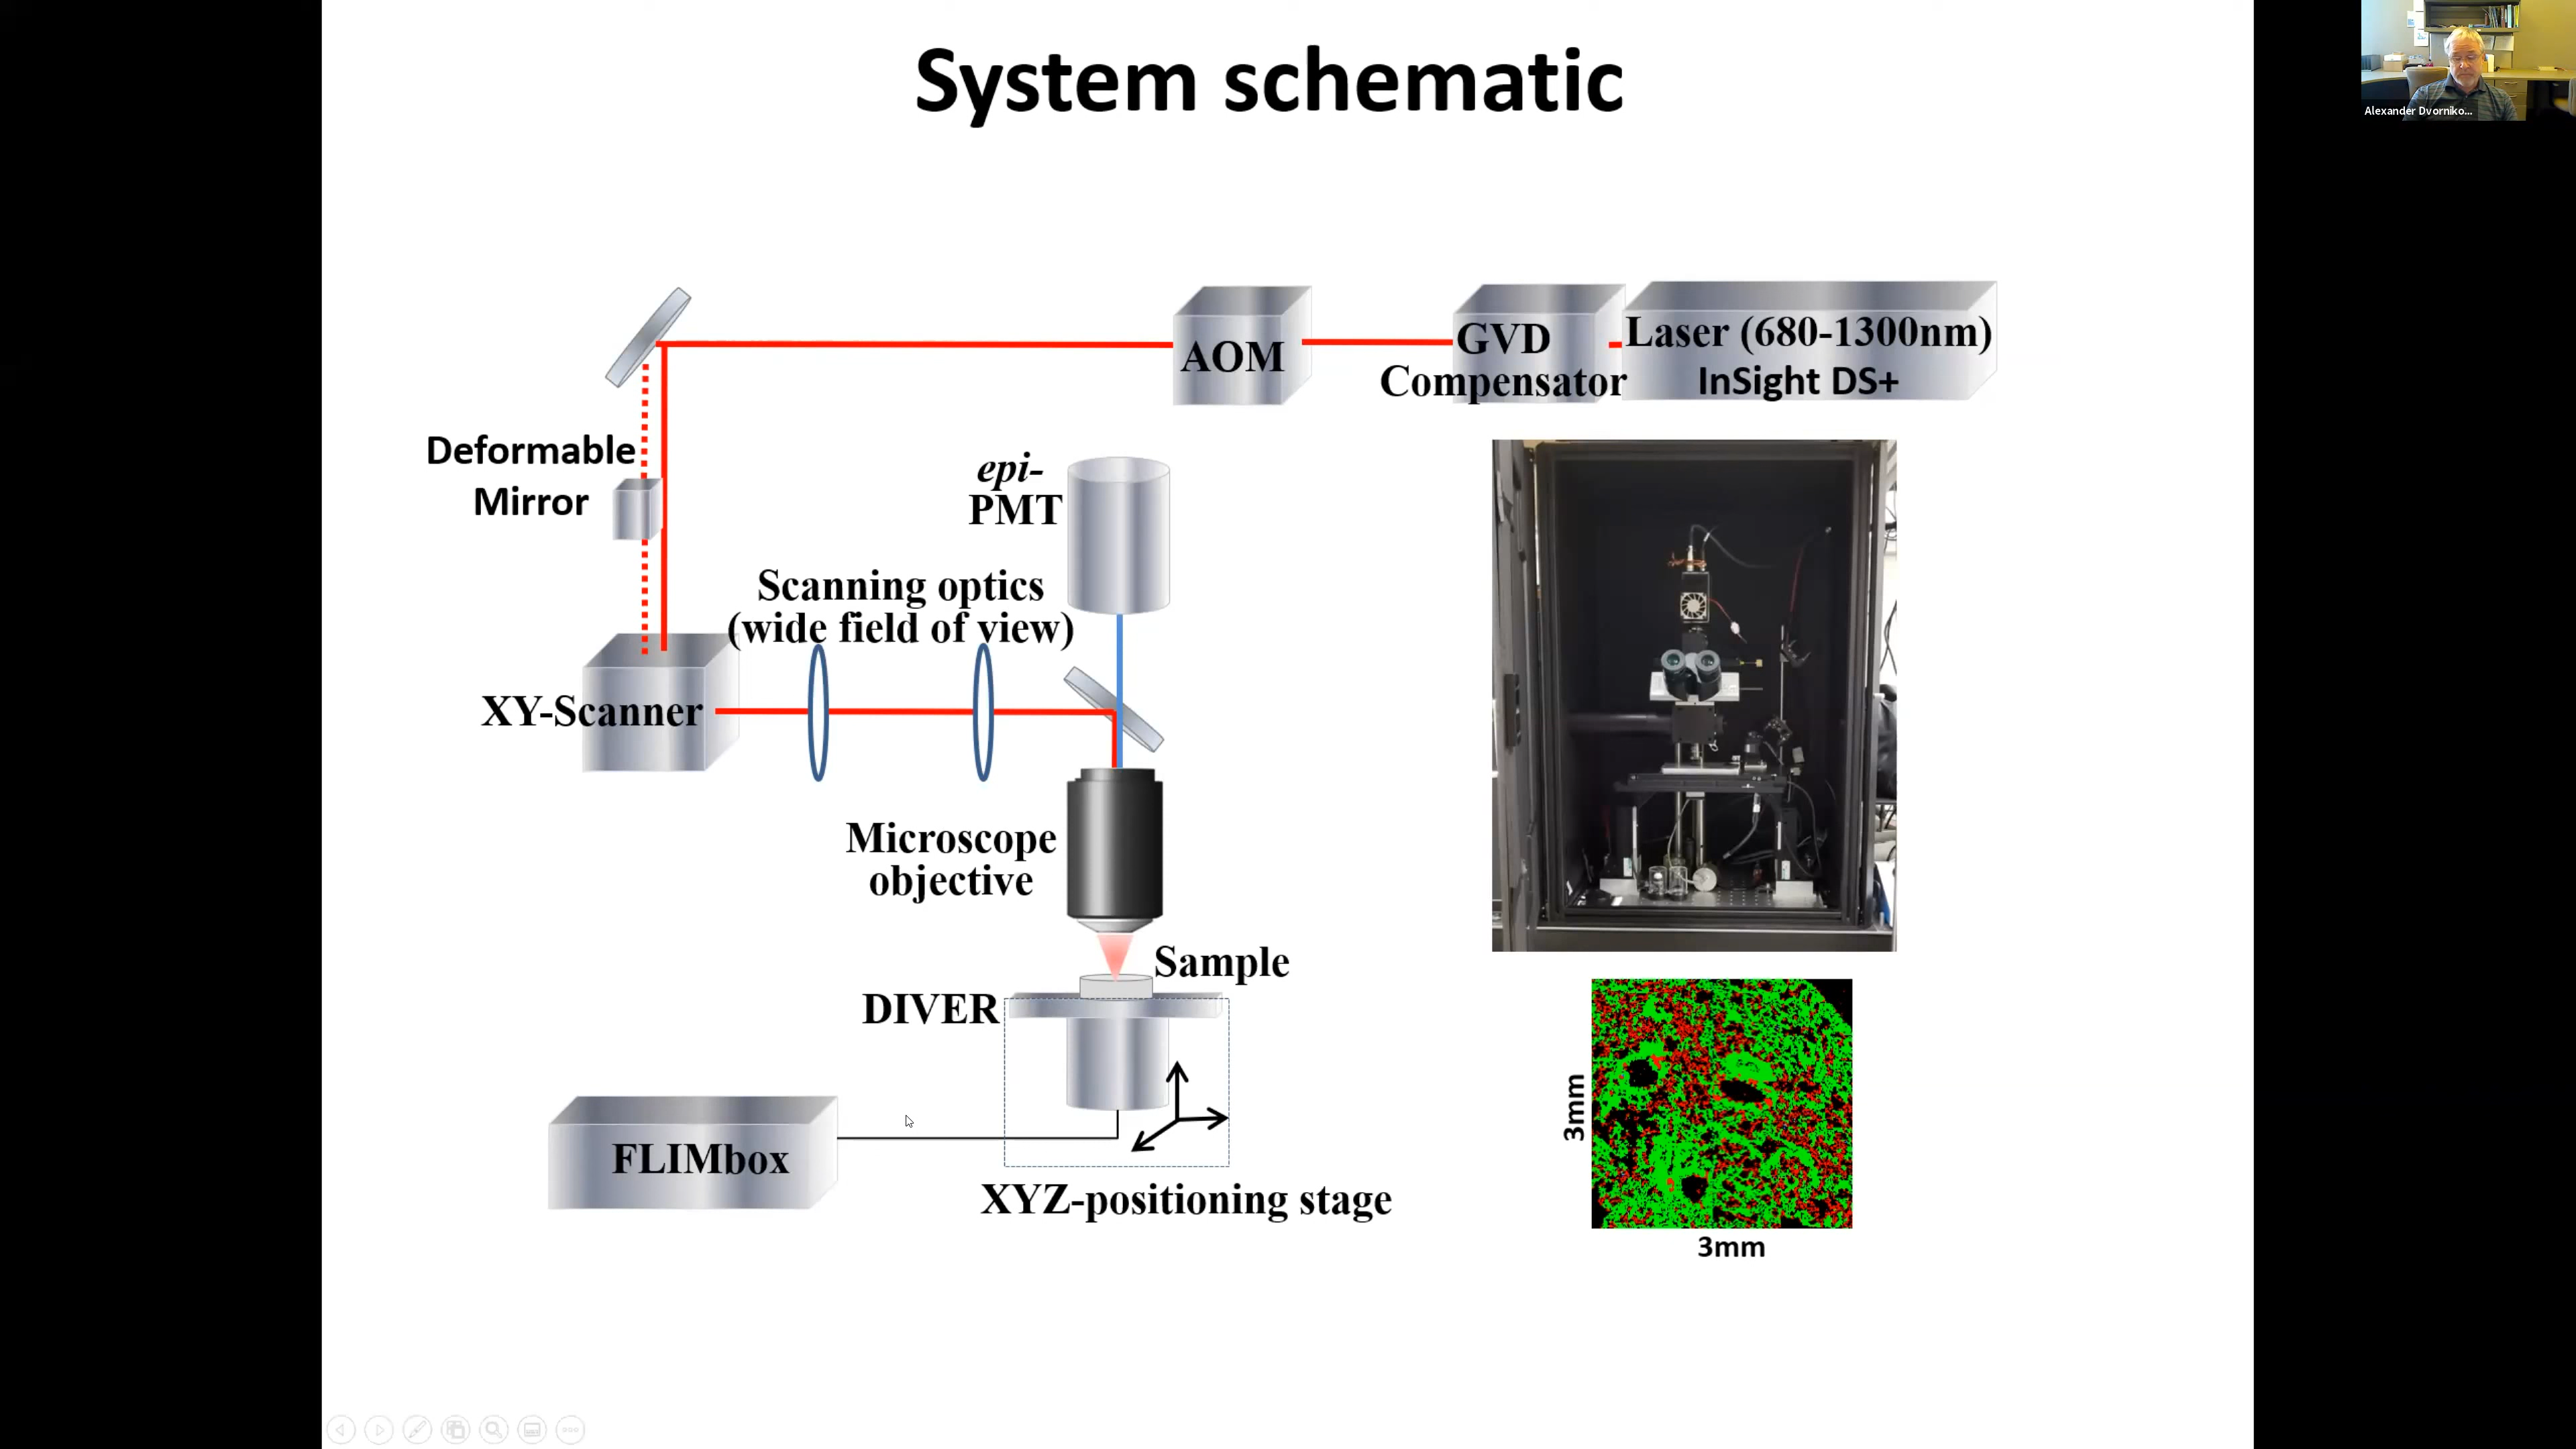 System schematic
Alexander Dvorniko...
AOM
GVD
Compensator
Laser (680-1300nm)
InSight DS+
Deformable
Mirror
epi-
PMT
Scanning optics
(wide field of view)
XY-Scanner
Microscope
objective
Sample
DIVER
FLIMbox
XYZ-positioning stage
3mm
3mm